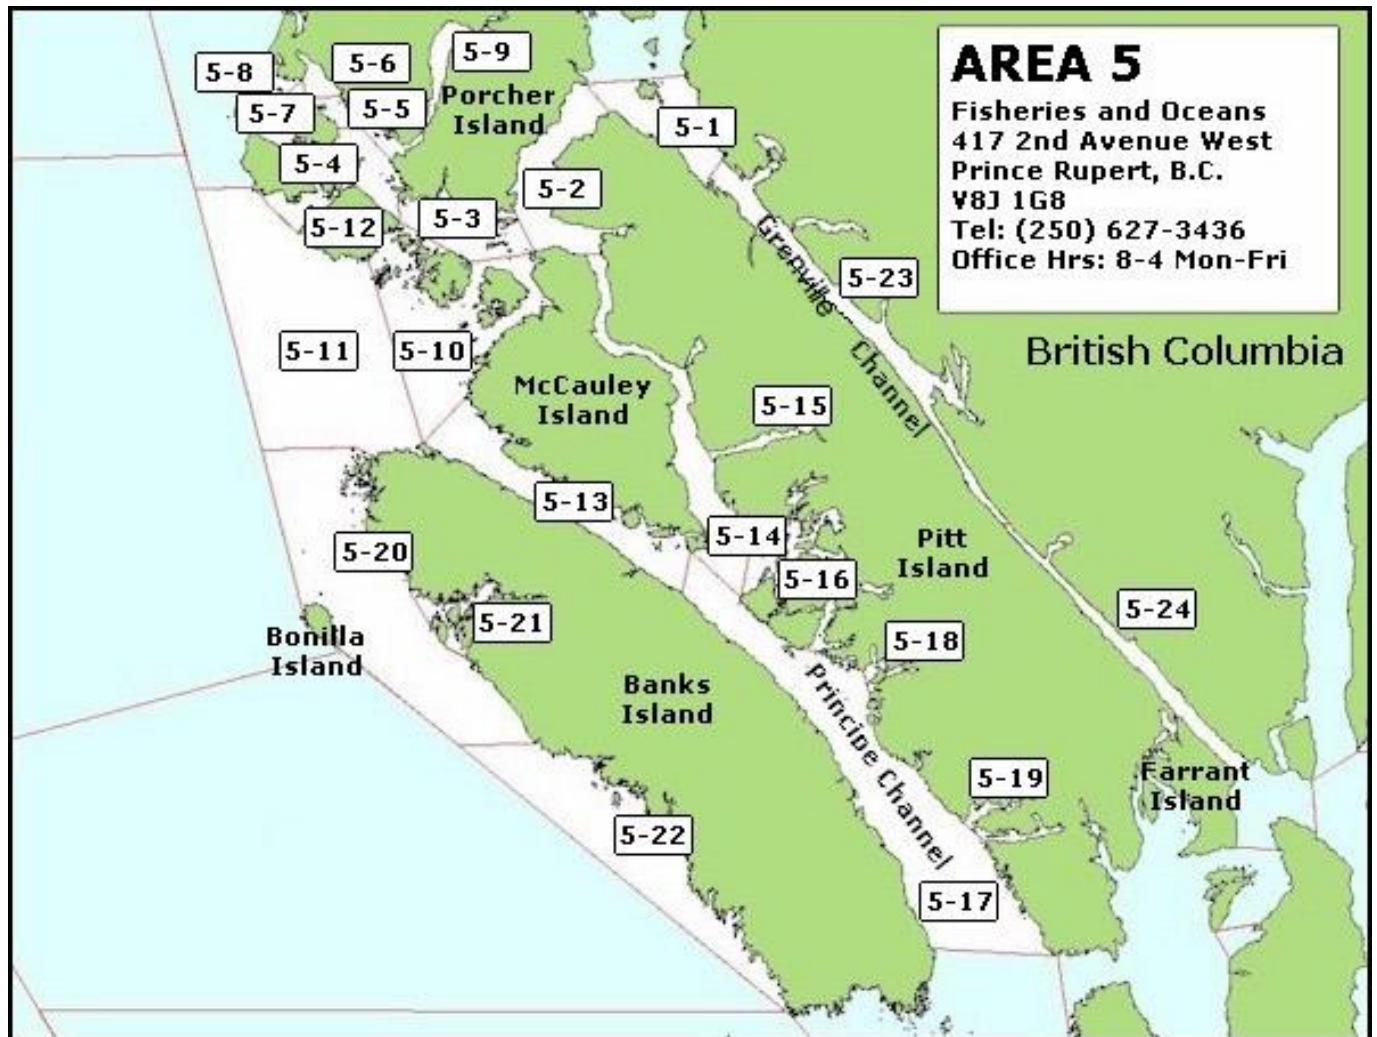 AREA 5
Fisheries and Oceans
417 2nd Avenue West
Prince Rupert, B.C.
V8J 1G8
Tel: (250) 627-3436
Office Hrs: 8-4 Mon-Fri
5-9
5-6
5-8
5-7
5-5
Porcher
Island
5-1
5-4
5-2
5-3
5-12
Grenville
Channel
5-23
British Columbia
5-11
5-10
McCauley
Island
5-15
5-13
5-14
5-20
Pitt
Island
5-16
5-24
5-21
Bonilla
Island
5-18
Banks
Island
Principe Channel
5-19
Farrant
Island
5-22
5-17